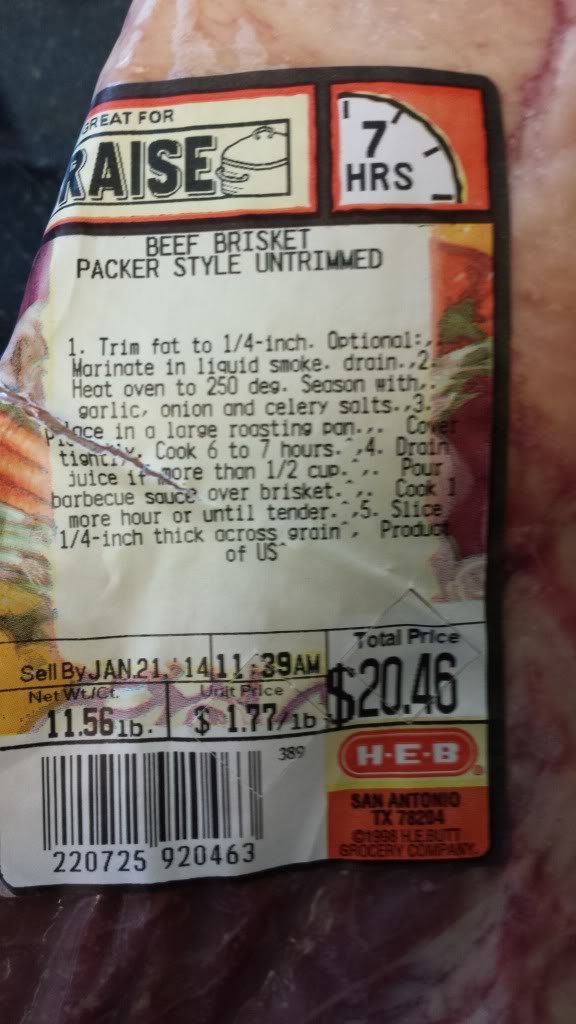 GREAT FOR
RAISE
7
HRS
BEEF BRISKET
PACKER STYLE UNTRIMMED
1. Trim fat to 1/4-inch. Optional:,.
Marinate in liquid smoke. drain.,2.
Heat oven to 250 deg. Season with,.
garlic, onion and celery salts.,3.
Place in a large roasting pan.,. Cover
tightly. Cook 6 to 7 hours.^,4. Drain
juice if more than 1/2 cup.^,. Pour
barbecue sauce over brisket.^,. Cook 1
more hour or until tender.^,5. Slice
1/4-inch thick across grain^, Product
of US^
Sell By JAN.21, '14 11:39AM
Total Price
$20.46
Net Wt./Ct.
11.56 lb.
Unit Price
$ 1.77/lb
389
H-E-B
SAN ANTONIO
TX 78204
©1998 H.E.BUTT
GROCERY COMPANY.
220725 920463